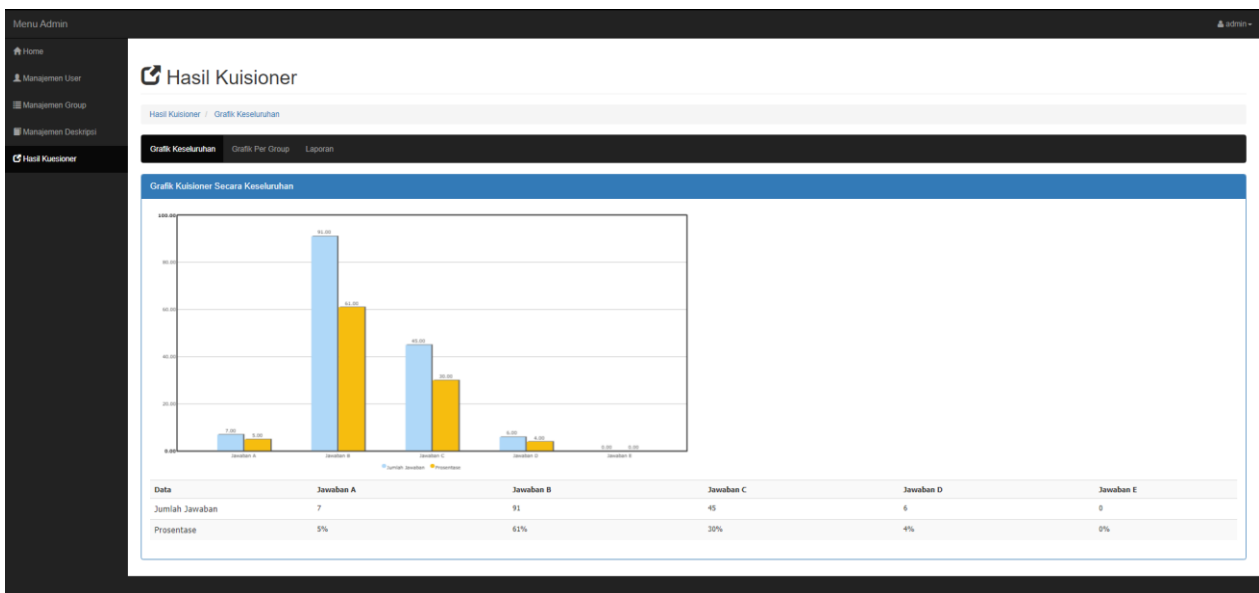 Menu Admin
admin
Home
Manajemen User
Manajemen Group
Manajemen Deskripsi
Hasil Kuesioner
Hasil Kuisioner
Hasil Kuisioner / Grafik Keseluruhan
Grafik Keseluruhan Grafik Per Group Laporan
Grafik Kuisioner Secara Keseluruhan
100.00
80.00
60.00
40.00
20.00
0.00
7.00 5.00
91.00 61.00
45.00 30.00
6.00 4.00
0.00 0.00
Jawaban A Jawaban B Jawaban C Jawaban D Jawaban E
Jumlah Jawaban Prosentase
Data Jawaban A Jawaban B Jawaban C Jawaban D Jawaban E
Jumlah Jawaban 7 91 45 6 0
Prosentase 5% 61% 30% 4% 0%